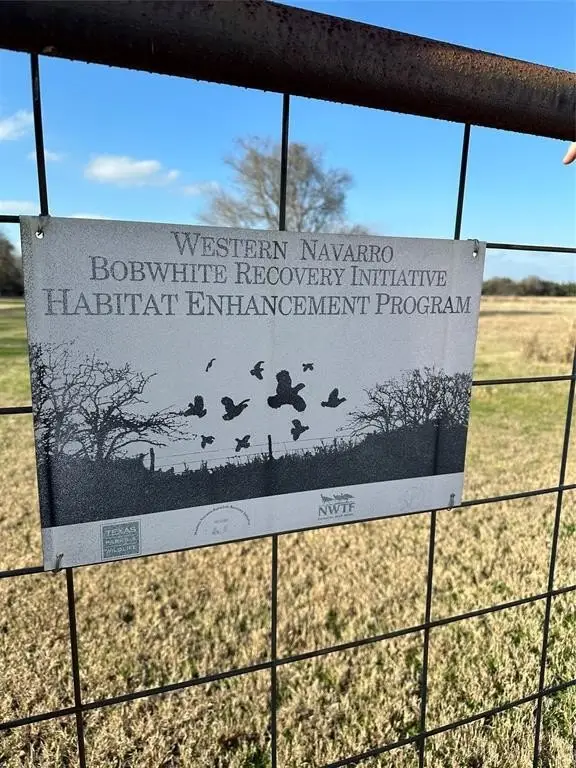 WESTERN NAVARRO
BOBWHITE RECOVERY INITIATIVE
HABITAT ENHANCEMENT PROGRAM
TEXAS
PARKS &
WILDLIFE
NWTF